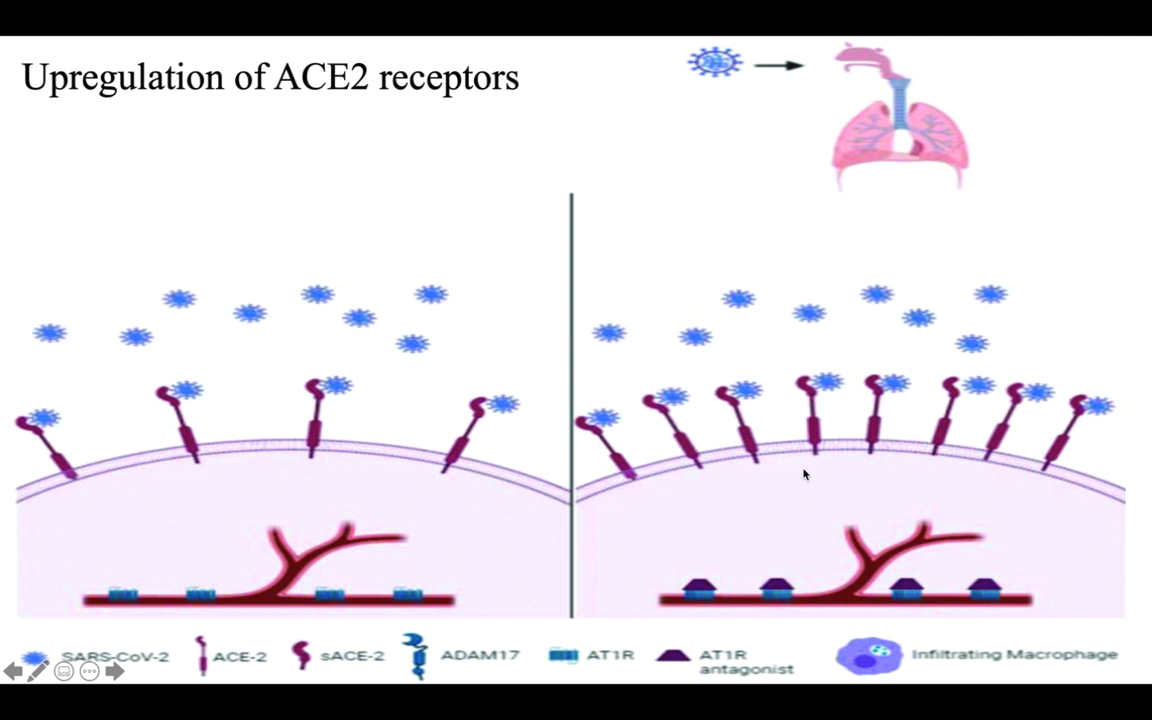 Upregulation of ACE2 receptors
SARS-CoV-2
ACE-2
sACE-2
ADAM17
AT1R
AT1R
antagonist
Infiltrating Macrophage